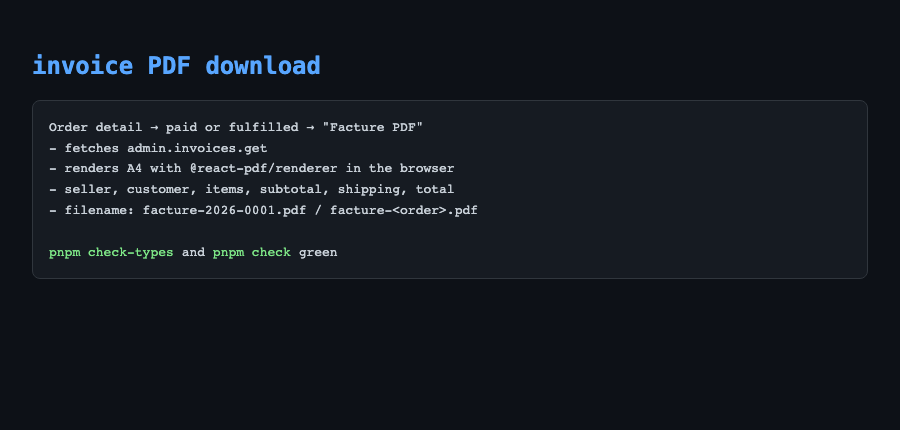 invoice PDF download
Order detail → paid or fulfilled → "Facture PDF"
- fetches admin.invoices.get
- renders A4 with @react-pdf/renderer in the browser
- seller, customer, items, subtotal, shipping, total
- filename: facture-2026-0001.pdf / facture-<order>.pdf
pnpm check-types and pnpm check green